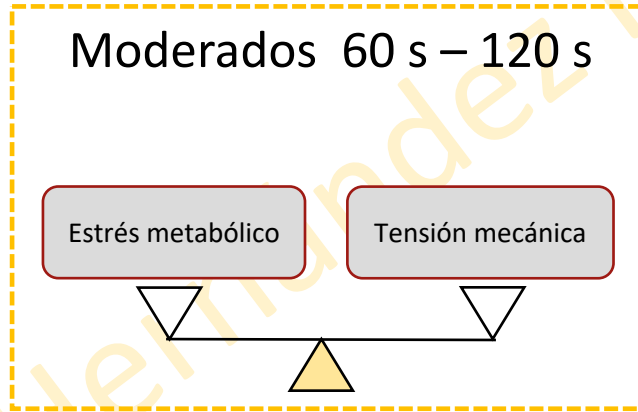 Moderados 60 s – 120 s
Estrés metabólico
Tensión mecánica